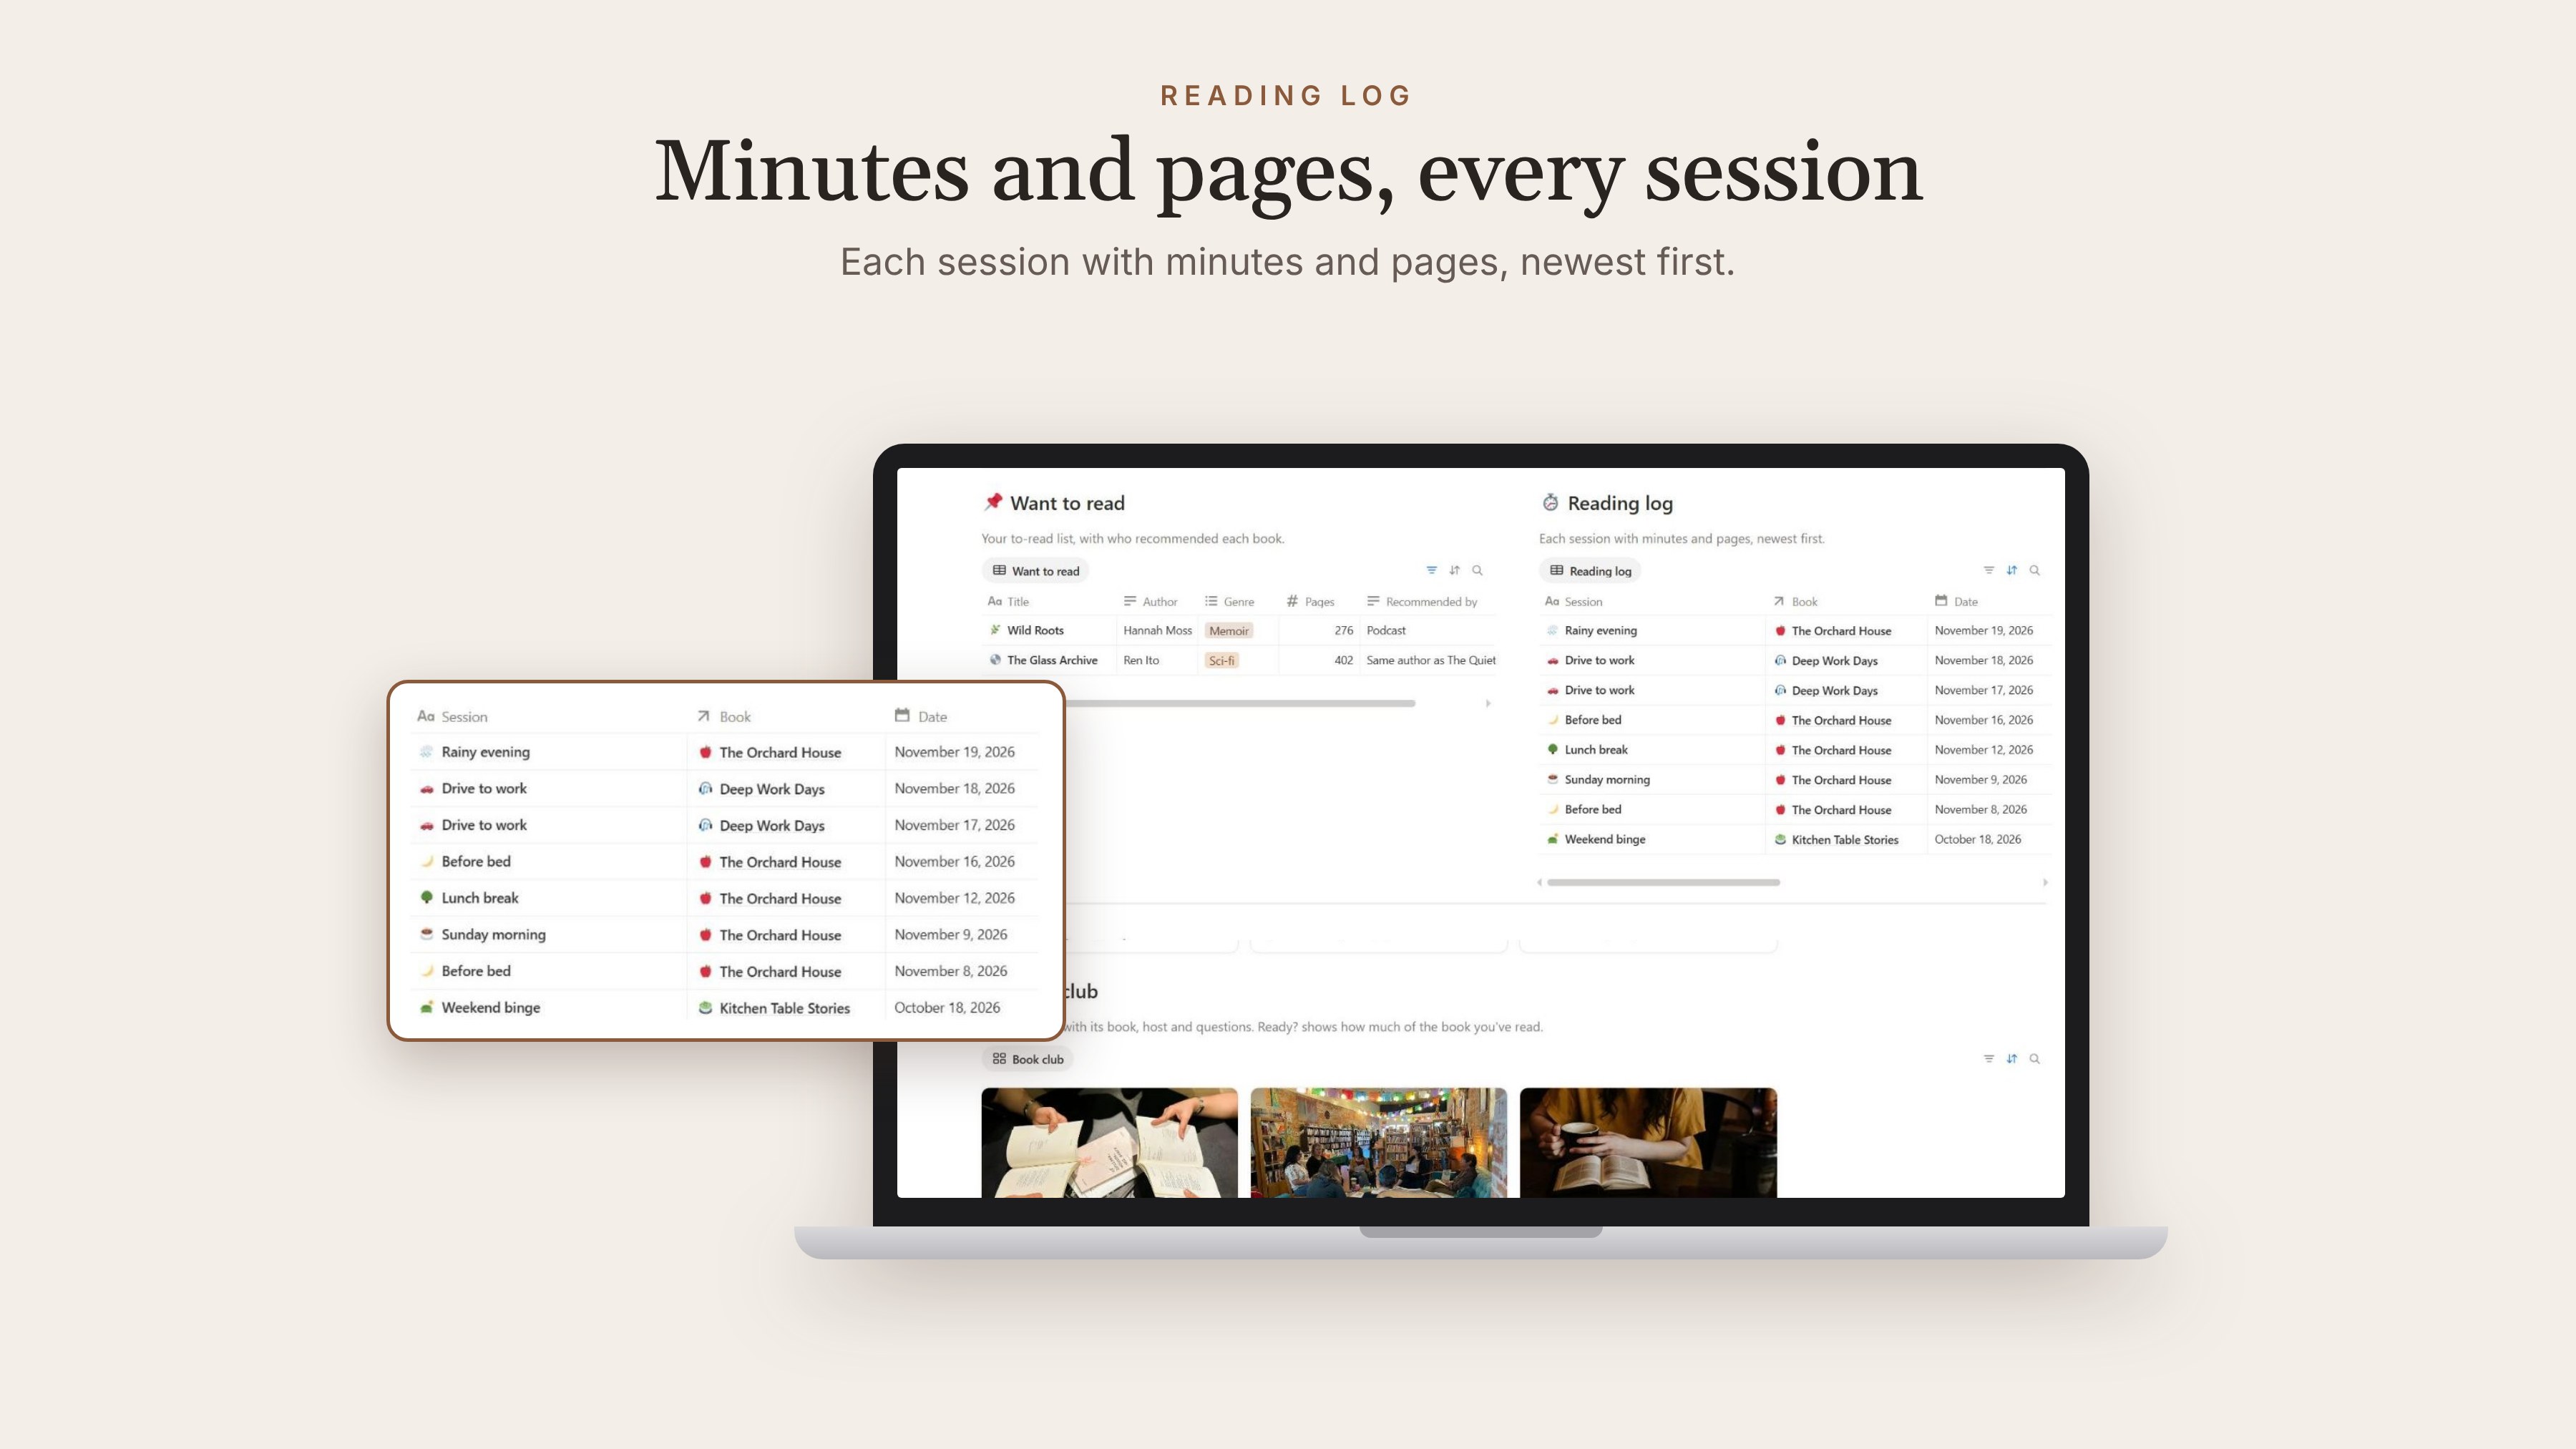 READING LOG
Minutes and pages, every session
Each session with minutes and pages, newest first.
Want to read
Your to-read list, with who recommended each book.
Want to read
Aa Title Author Genre # Pages Recommended by
Wild Roots Hannah Moss Memoir 276 Podcast
The Glass Archive Ren Ito Sci-fi 402 Same author as The Quiet
Reading log
Each session with minutes and pages, newest first.
Reading log
Aa Session Book Date
Rainy evening The Orchard House November 19, 2026
Drive to work Deep Work Days November 18, 2026
Drive to work Deep Work Days November 17, 2026
Before bed The Orchard House November 16, 2026
Lunch break The Orchard House November 12, 2026
Sunday morning The Orchard House November 9, 2026
Before bed The Orchard House November 8, 2026
Weekend binge Kitchen Table Stories October 18, 2026
Aa Session Book Date
Rainy evening The Orchard House November 19, 2026
Drive to work Deep Work Days November 18, 2026
Drive to work Deep Work Days November 17, 2026
Before bed The Orchard House November 16, 2026
Lunch break The Orchard House November 12, 2026
Sunday morning The Orchard House November 9, 2026
Before bed The Orchard House November 8, 2026
Weekend binge Kitchen Table Stories October 18, 2026
club
with its book, host and questions. Ready? shows how much of the book you've read.
Book club